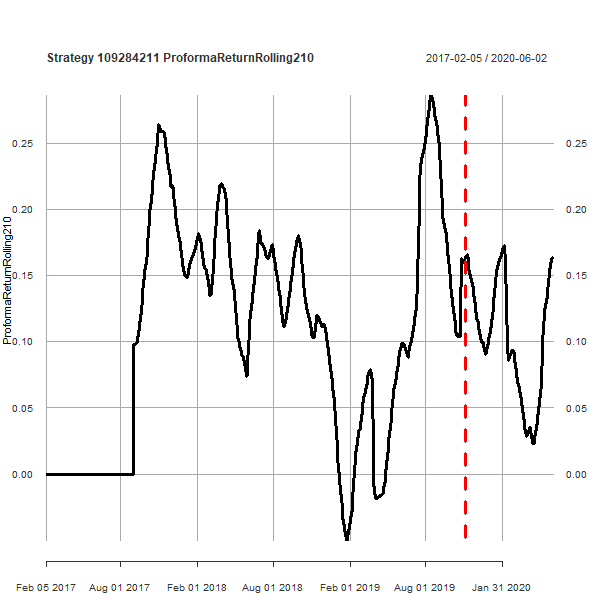 Strategy 109284211 ProformaReturnRolling210
2017-02-05 / 2020-06-02
ProformaReturnRolling210
0.25
0.20
0.15
0.10
0.05
0.00
0.25
0.20
0.15
0.10
0.05
0.00
Feb 05 2017
Aug 01 2017
Feb 01 2018
Aug 01 2018
Feb 01 2019
Aug 01 2019
Jan 31 2020